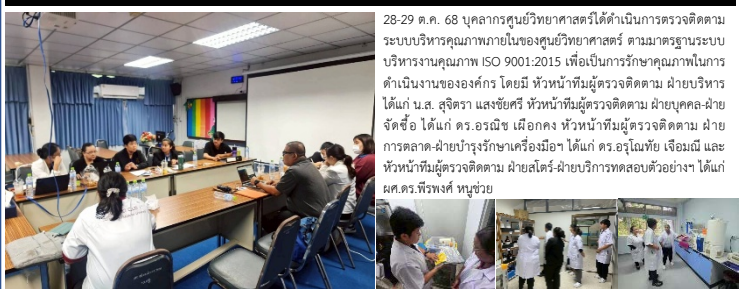 28-29 ต.ค. 68 บุคลากรศูนย์วิทยาศาสตร์ได้ดำเนินการตรวจติดตาม
ระบบบริหารคุณภาพภายในของศูนย์วิทยาศาสตร์ ตามมาตรฐานระบบ
บริหารงานคุณภาพ ISO 9001:2015 เพื่อเป็นการรักษาคุณภาพในการ
ดำเนินงานขององค์กร โดยมี หัวหน้าทีมผู้ตรวจติดตาม ฝ่ายบริหาร
ได้แก่ น.ส. สุจิตรา แสงชัยศรี หัวหน้าทีมผู้ตรวจติดตาม ฝ่ายบุคคล-ฝ่าย
จัดซื้อ ได้แก่ ดร.อรณิช เผือกคง หัวหน้าทีมผู้ตรวจติดตาม ฝ่าย
การตลาด-ฝ่ายบำรุงรักษาเครื่องมือฯ ได้แก่ ดร.อรุโณทัย เจือมณี และ
หัวหน้าทีมผู้ตรวจติดตาม ฝ่ายสโตร์-ฝ่ายบริการทดสอบตัวอย่างฯ ได้แก่
ผศ.ดร.พีรพงศ์ หนูช่วย